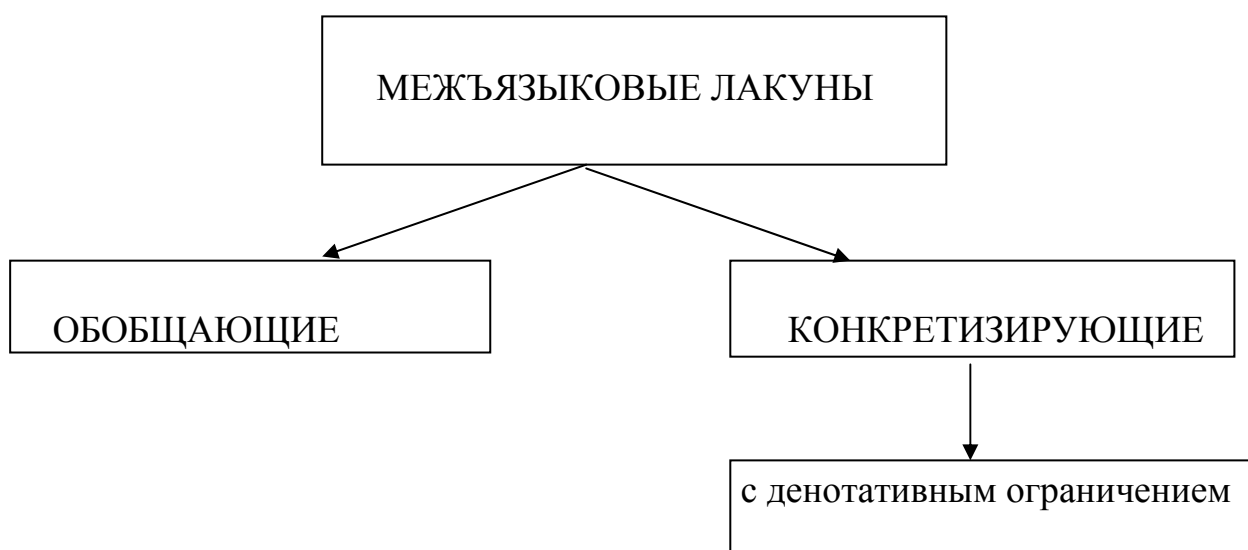 МЕЖЪЯЗЫКОВЫЕ ЛАКУНЫ
ОБОБЩАЮЩИЕ
КОНКРЕТИЗИРУЮЩИЕ
с денотативным ограничением